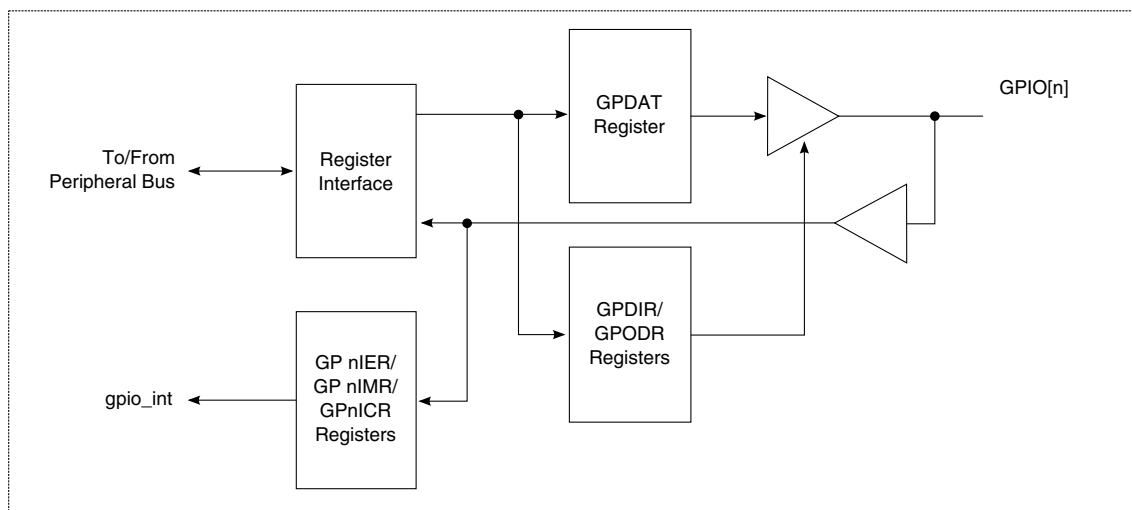 To/From
Peripheral Bus
Register
Interface
GPDAT
Register
GPIO[n]
GPDIR/
GPODR
Registers
GP nIER/
GP nIMR/
GPnICR
Registers
gpio_int